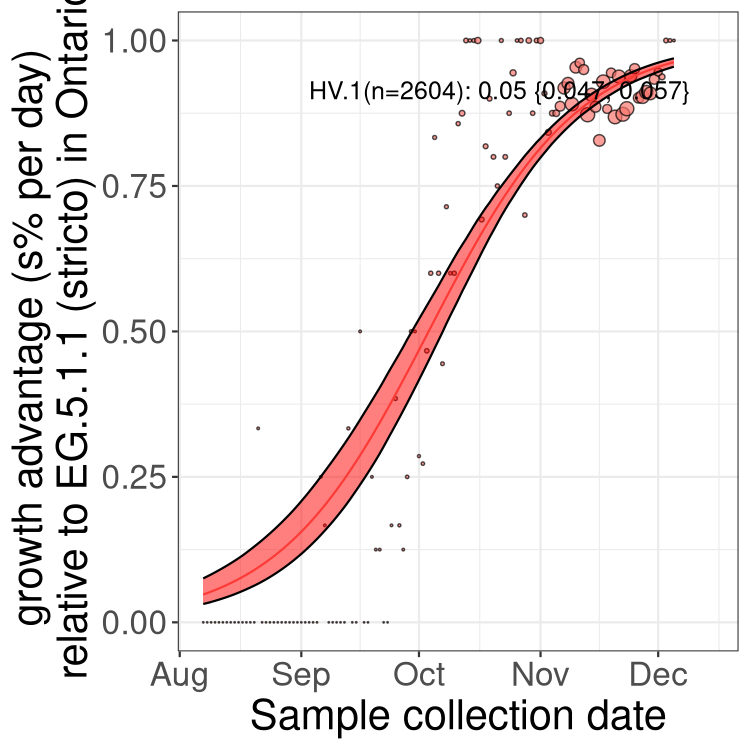 growth advantage (s% per day)
relative to EG.5.1.1 (stricto) in Ontario
1.00
0.75
0.50
0.25
0.00
HV.1(n=2604): 0.05 {0.047, 0.057}
Aug Sep Oct Nov Dec
Sample collection date